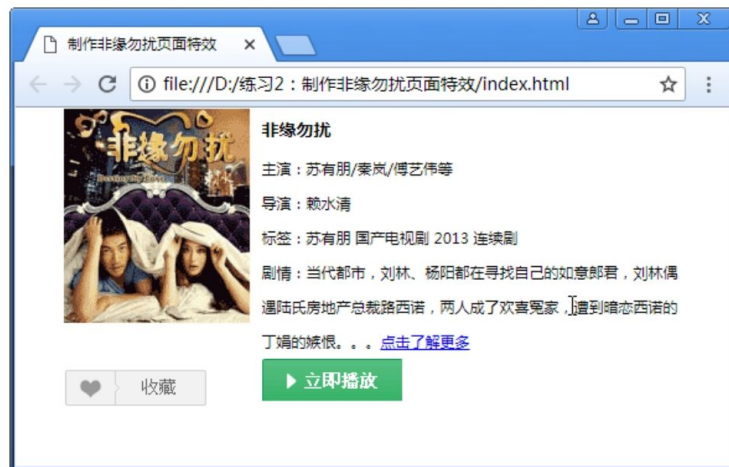 制作非缘勿扰页面特效
file:///D:/练习2：制作非缘勿扰页面特效/index.html
非缘勿扰
非缘勿扰
主演：苏有朋/秦岚/傅艺伟等
导演：赖水清
标签：苏有朋 国产电视剧 2013 连续剧
剧情：当代都市，刘林、杨阳都在寻找自己的如意郎君，刘林偶
遇陆氏房地产总裁路西诺，两人成了欢喜冤家，遭到暗恋西诺的
丁娟的嫉恨。。。点击了解更多
收藏
立即播放